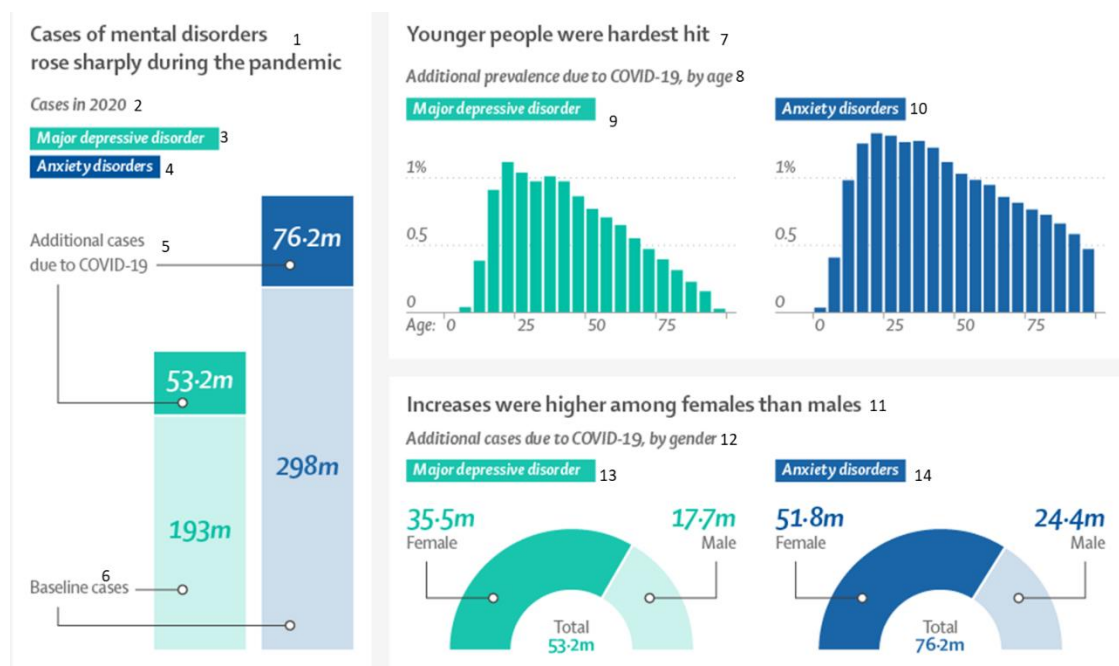 Cases of mental disorders 1
rose sharply during the pandemic
Cases in 2020 2
Major depressive disorder 3
Anxiety disorders 4
76·2m
Additional cases 5
due to COVID-19
53·2m
298m
193m
6
Baseline cases
Younger people were hardest hit 7
Additional prevalence due to COVID-19, by age 8
Major depressive disorder 9
1%
0.5
0
Age: 0 25 50 75
Anxiety disorders 10
1%
0.5
0
0 25 50 75
Increases were higher among females than males 11
Additional cases due to COVID-19, by gender 12
Major depressive disorder 13
35·5m 17·7m
Female Male
Total
53·2m
Anxiety disorders 14
51·8m 24·4m
Female Male
Total
76·2m